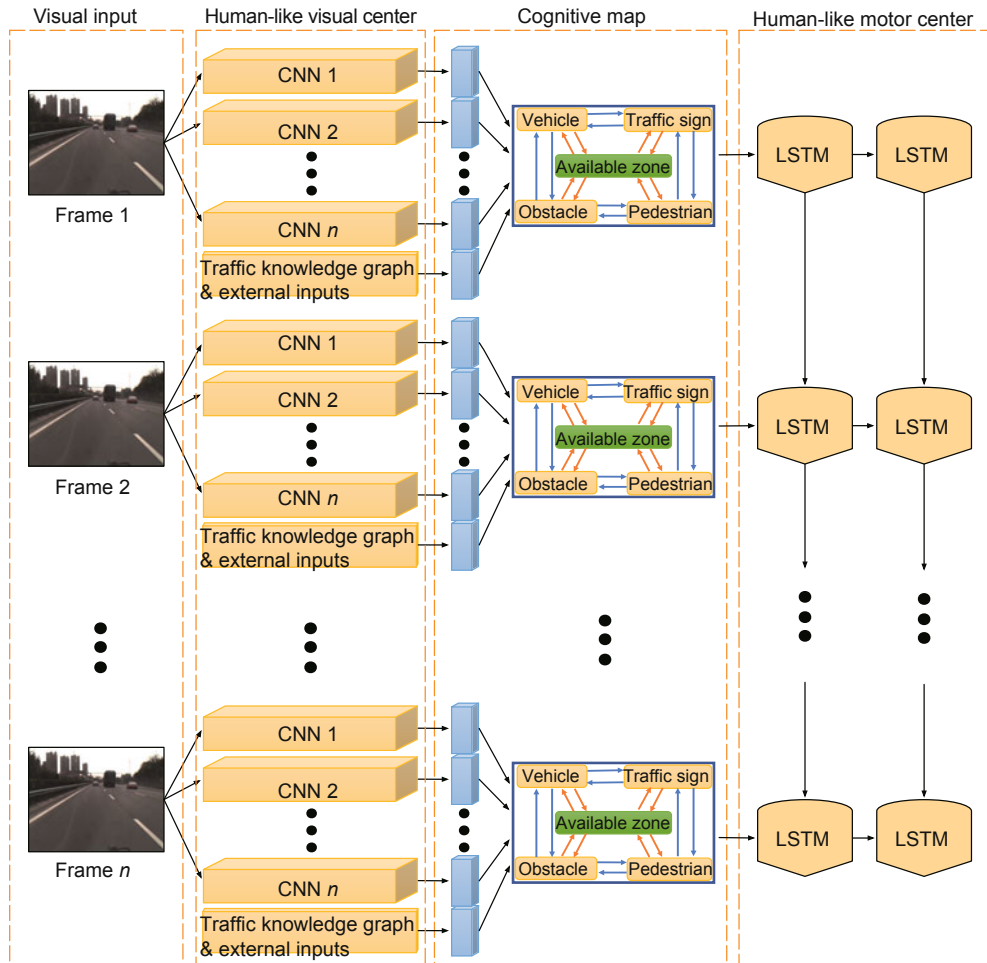 Visual input
Human-like visual center
Cognitive map
Human-like motor center
CNN 1
CNN 2
CNN n
Traffic knowledge graph
& external inputs
Frame 1
Vehicle
Traffic sign
Available zone
Obstacle
Pedestrian
LSTM
LSTM
CNN 1
CNN 2
CNN n
Traffic knowledge graph
& external inputs
Frame 2
Vehicle
Traffic sign
Available zone
Obstacle
Pedestrian
LSTM
LSTM
CNN 1
CNN 2
CNN n
Traffic knowledge graph
& external inputs
Frame n
Vehicle
Traffic sign
Available zone
Obstacle
Pedestrian
LSTM
LSTM